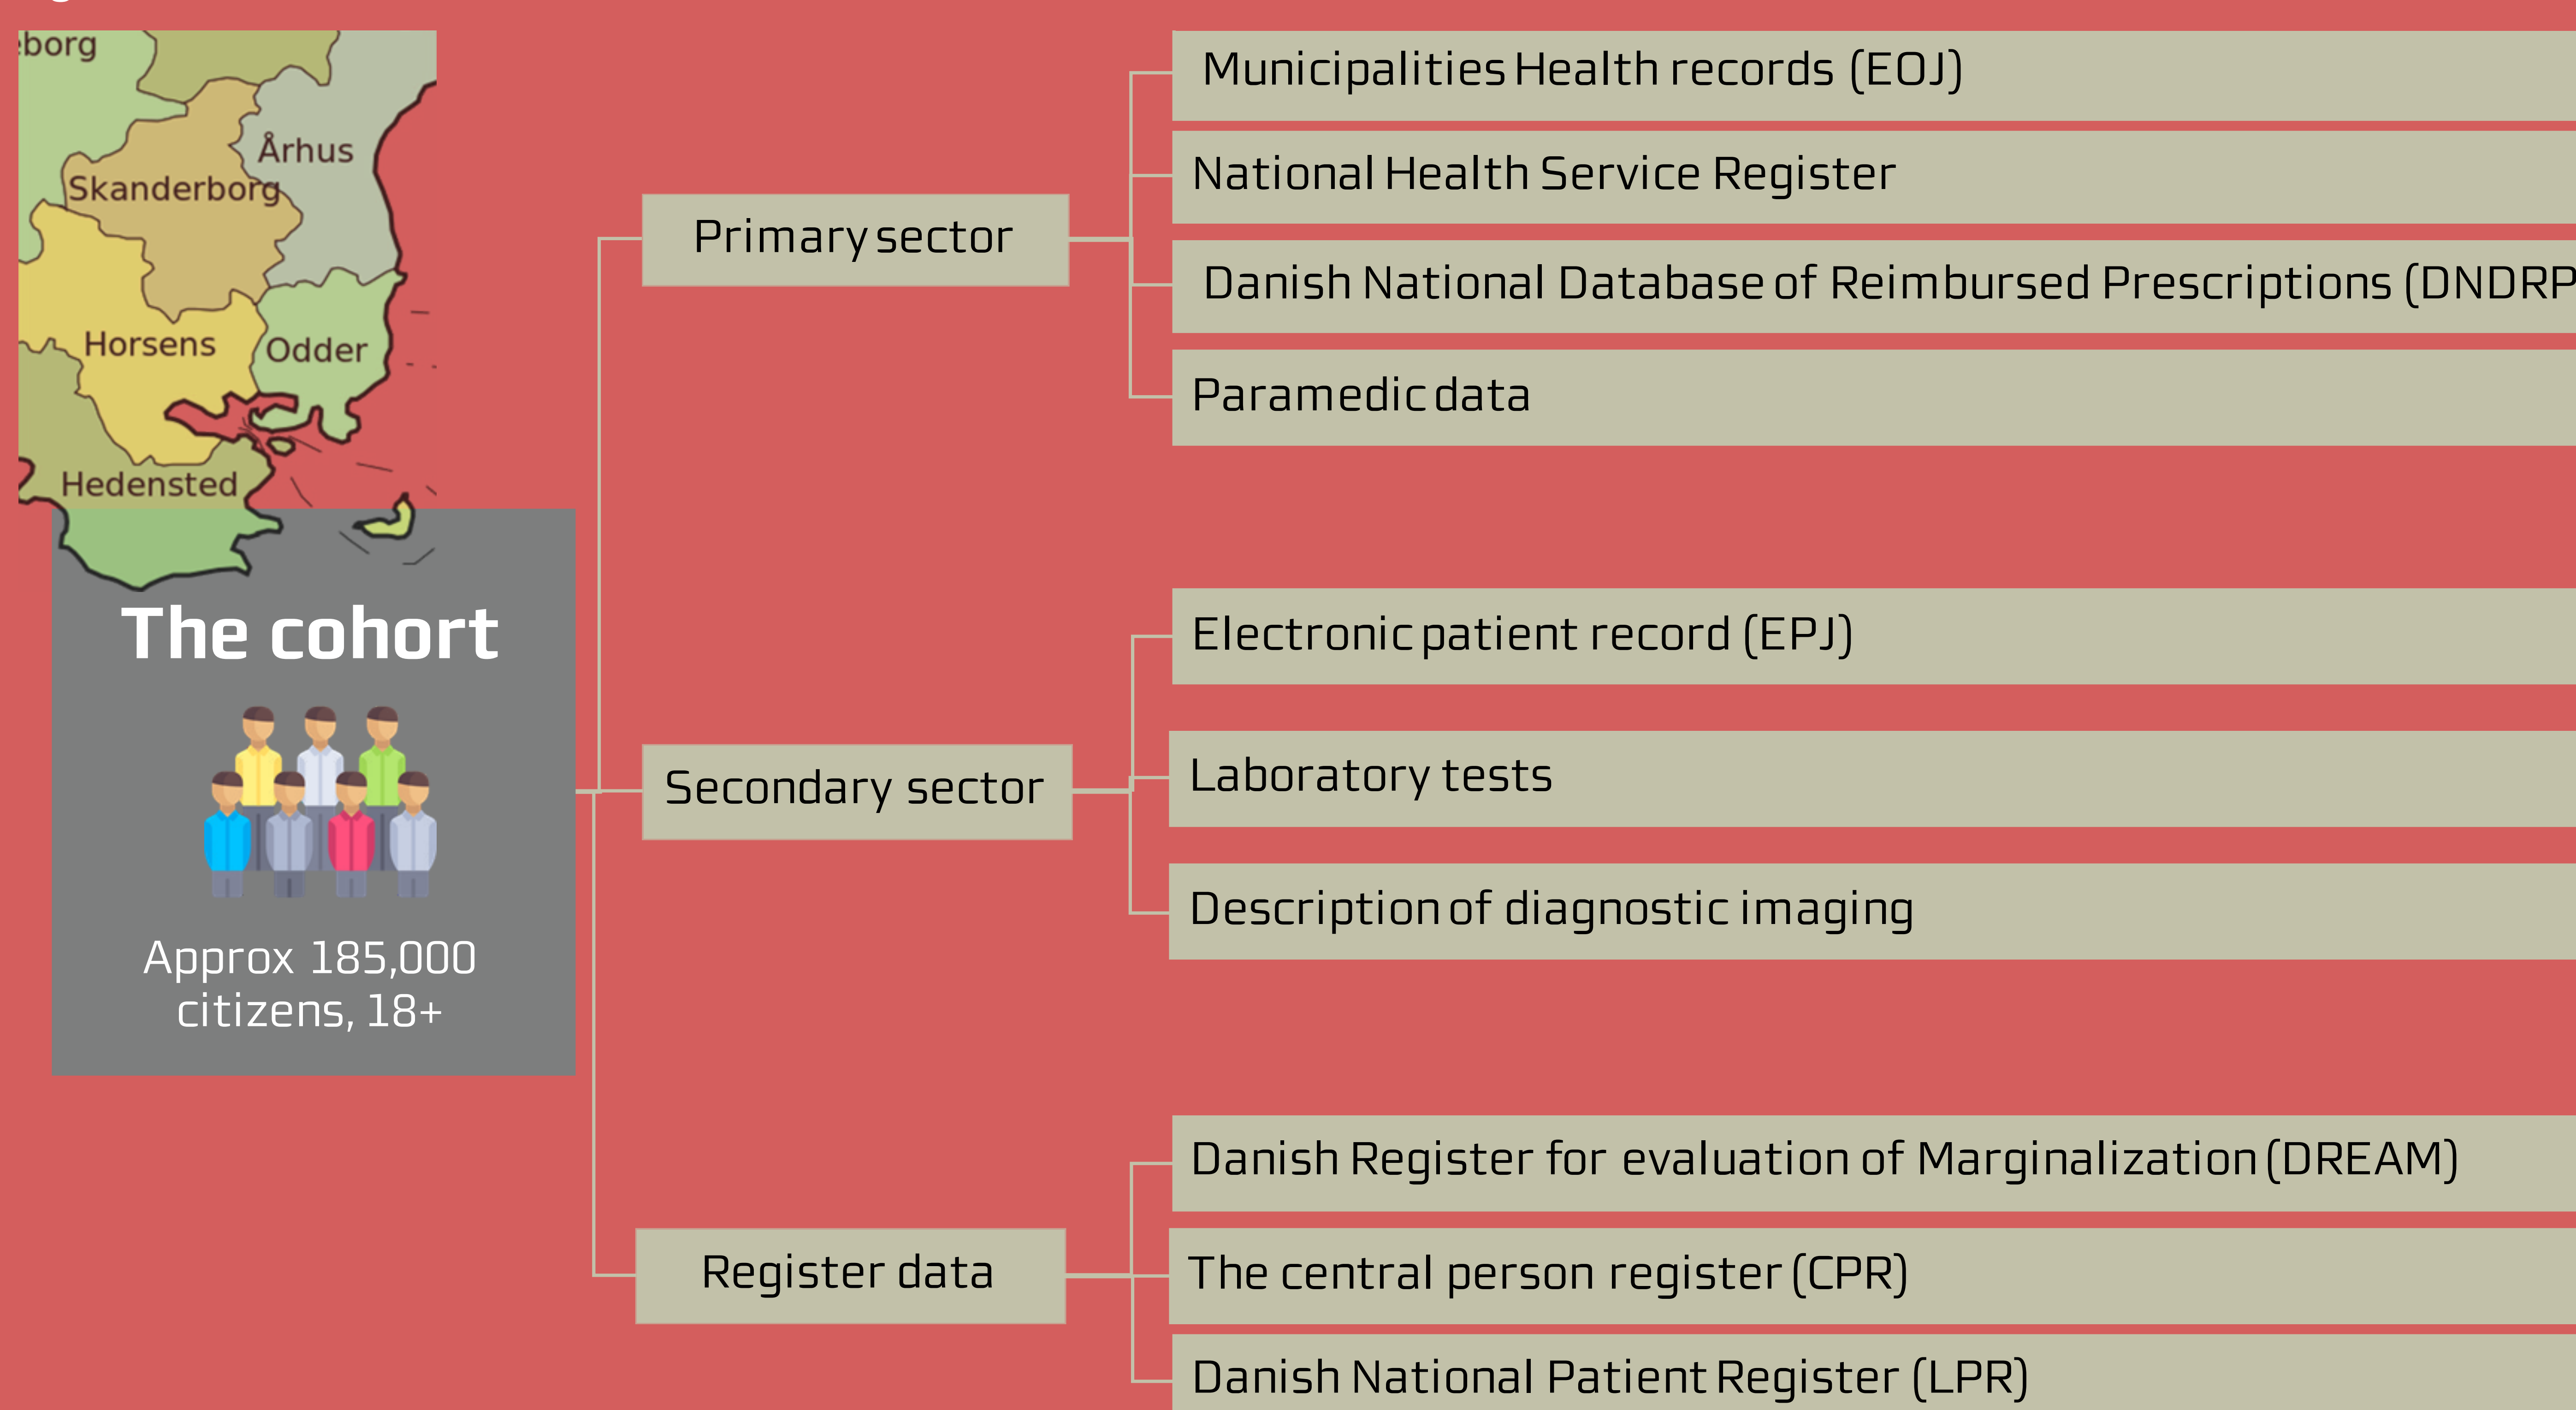 borg
Århus
Skanderborg
Horsens
Odder
Hedensted
The cohort
Approx 185,000
citizens, 18+
Primary sector
Municipalities Health records (EOJ)
National Health Service Register
Danish National Database of Reimbursed Prescriptions (DNDRP
Paramedic data
Secondary sector
Electronic patient record (EPJ)
Laboratory tests
Description of diagnostic imaging
Register data
Danish Register for evaluation of Marginalization (DREAM)
The central person register (CPR)
Danish National Patient Register (LPR)